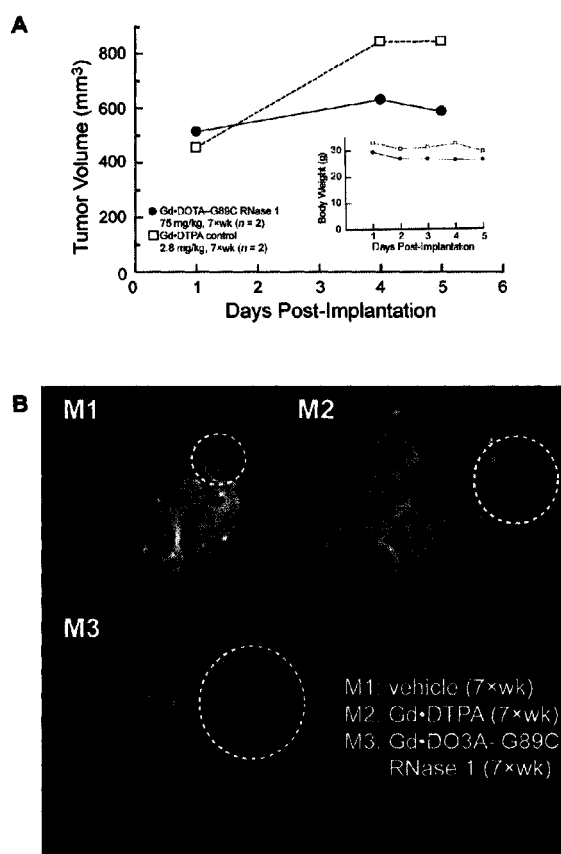 A
Tumor Volume (mm³)
800
600
400
200
0
Gd•DOTA–G89C RNase 1
75 mg/kg, 7×wk (n = 2)
Gd•DTPA control
2.8 mg/kg, 7×wk (n = 2)
Body Weight (g)
30
20
10
0
1 2 3 4 5
Days Post-Implantation
0 1 2 3 4 5 6
Days Post-Implantation
B
M1
M2
M3
M1: vehicle (7×wk)
M2: Gd•DTPA (7×wk)
M3: Gd•DO3A- G89C
RNase 1 (7×wk)